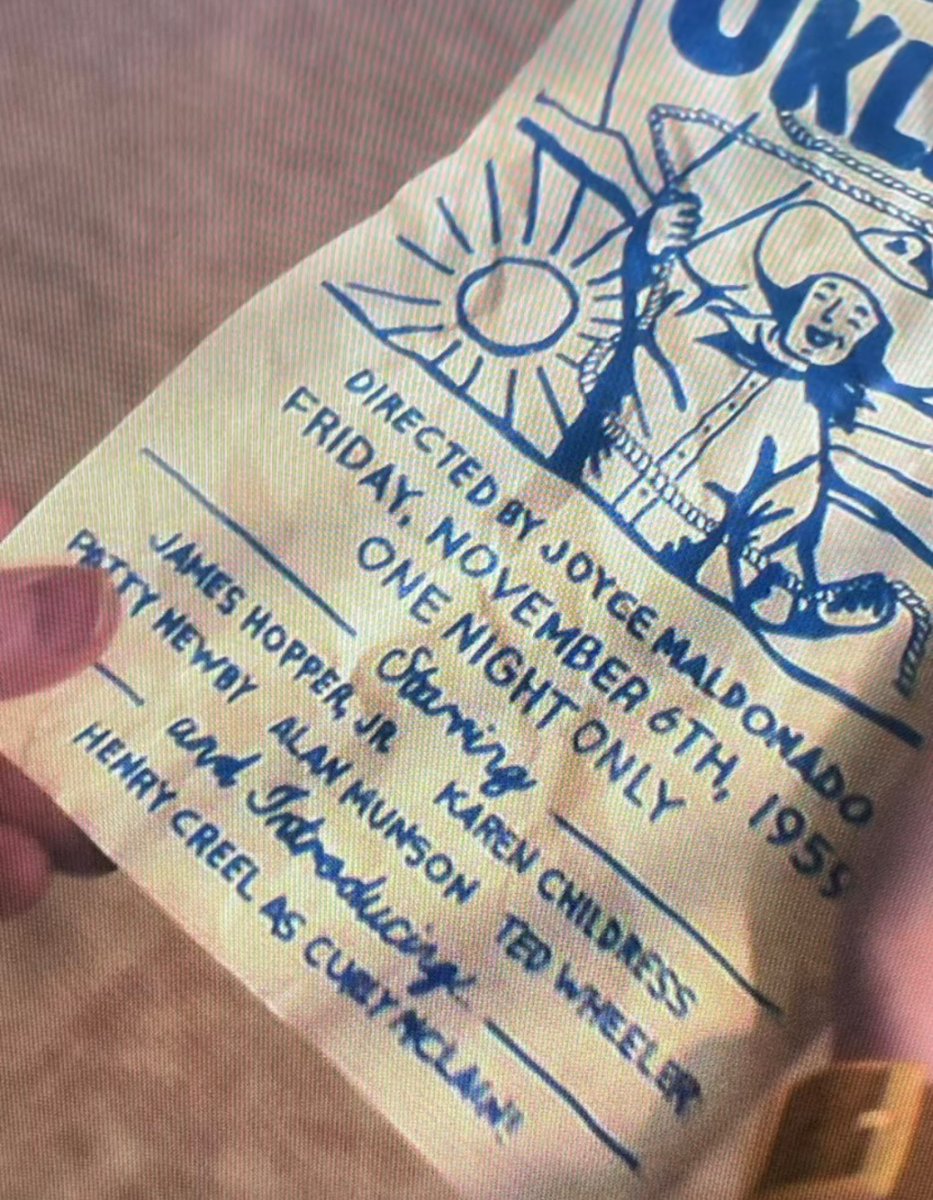 OKL
DIRECTED BY JOYCE MALDONADO
FRIDAY, NOVEMBER 6TH, 1959
ONE NIGHT ONLY
Starring
JAMES HOPPER, JR. KAREN CHILDRESS
PATTY NEWBY ALAN MUNSON TED WHEELER
and Introducing
HENRY CREEL AS CURLY MCLAIN!